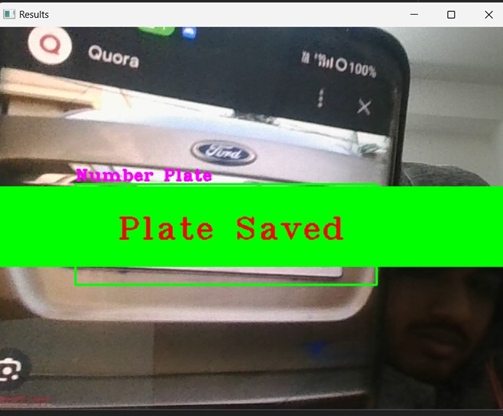 Results
Quora
100%
Ford
Number Plate
Plate Saved